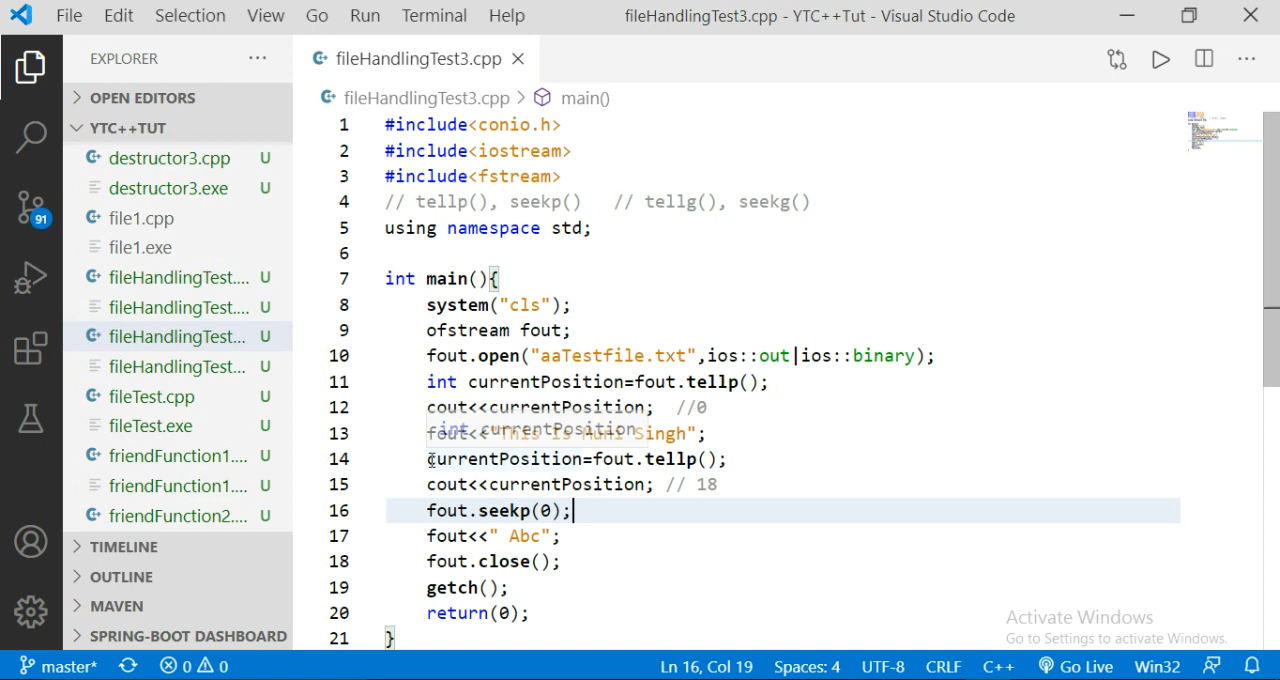 File Edit Selection View Go Run Terminal Help fileHandlingTest3.cpp - YTC++Tut - Visual Studio Code
EXPLORER ···
fileHandlingTest3.cpp
OPEN EDITORS
fileHandlingTest3.cpp > main()
YTC++TUT
destructor3.cpp U
destructor3.exe U
file1.cpp
file1.exe
fileHandlingTest.... U
fileHandlingTest.... U
fileHandlingTest... U
fileHandlingTest... U
fileTest.cpp U
fileTest.exe U
friendFunction1.... U
friendFunction1.... U
friendFunction2.... U
TIMELINE
OUTLINE
MAVEN
SPRING-BOOT DASHBOARD
91
1 #include<conio.h>
2 #include<iostream>
3 #include<fstream>
4 // tellp(), seekp() // tellg(), seekg()
5 using namespace std;
6
7 int main(){
8 system("cls");
9 ofstream fout;
10 fout.open("aaTestfile.txt",ios::out|ios::binary);
11 int currentPosition=fout.tellp();
12 cout<<currentPosition; //0
int currentPosition
13 fout<<"This is Singh";
14 currentPosition=fout.tellp();
15 cout<<currentPosition; // 18
16 fout.seekp(0);
17 fout<<" Abc";
18 fout.close();
19 getch();
20 return(0);
21 }
Activate Windows
Go to Settings to activate Windows.
master* 0 0 Ln 16, Col 19 Spaces: 4 UTF-8 CRLF C++ Go Live Win32